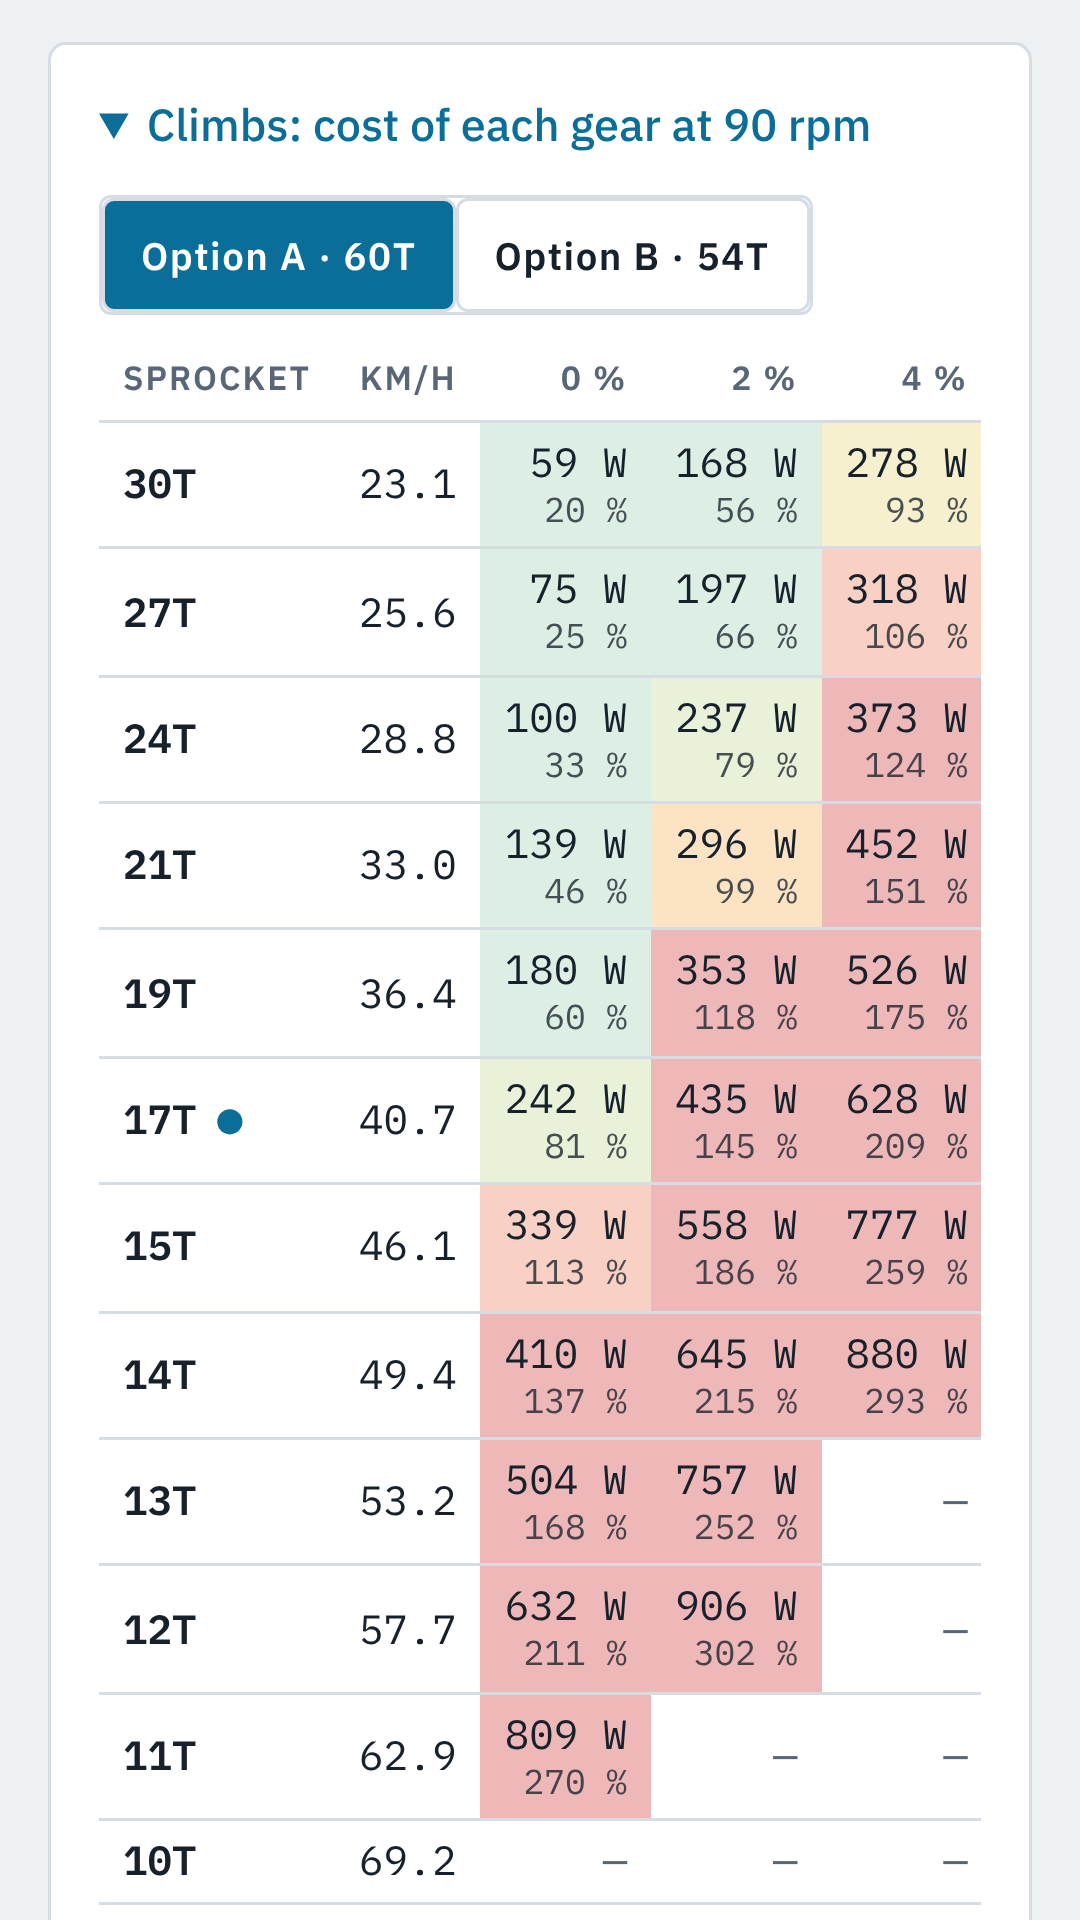 ▼ Climbs: cost of each gear at 90 rpm
Option A · 60T Option B · 54T
SPROCKET KM/H 0 % 2 % 4 %
30T 23.1 59 W 168 W 278 W
20 % 56 % 93 %
27T 25.6 75 W 197 W 318 W
25 % 66 % 106 %
24T 28.8 100 W 237 W 373 W
33 % 79 % 124 %
21T 33.0 139 W 296 W 452 W
46 % 99 % 151 %
19T 36.4 180 W 353 W 526 W
60 % 118 % 175 %
17T ● 40.7 242 W 435 W 628 W
81 % 145 % 209 %
15T 46.1 339 W 558 W 777 W
113 % 186 % 259 %
14T 49.4 410 W 645 W 880 W
137 % 215 % 293 %
13T 53.2 504 W 757 W –
168 % 252 %
12T 57.7 632 W 906 W –
211 % 302 %
11T 62.9 809 W – –
270 %
10T 69.2 – – –